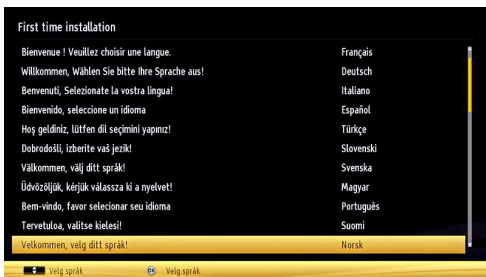 First time installation
Bienvenue ! Veuillez choisir une langue. Français
Willkommen, Wählen Sie bitte Ihre Sprache aus! Deutsch
Benvenuti, Selezionate la vostra lingua! Italiano
Bienvenido, seleccione un idioma Español
Hoş geldiniz, lütfen dil seçimini yapınız! Türkçe
Dobrodošli, izberite vaš jezik! Slovenski
Välkommen, välj ditt språk! Svenska
Üdvözöljük, kérjük válassza ki a nyelvet! Magyar
Bem-vindo, favor selecionar seu idioma Português
Tervetuloa, valitse kielesi! Suomi
Velkommen, velg ditt språk! Norsk
Velg språk OK Velg språk